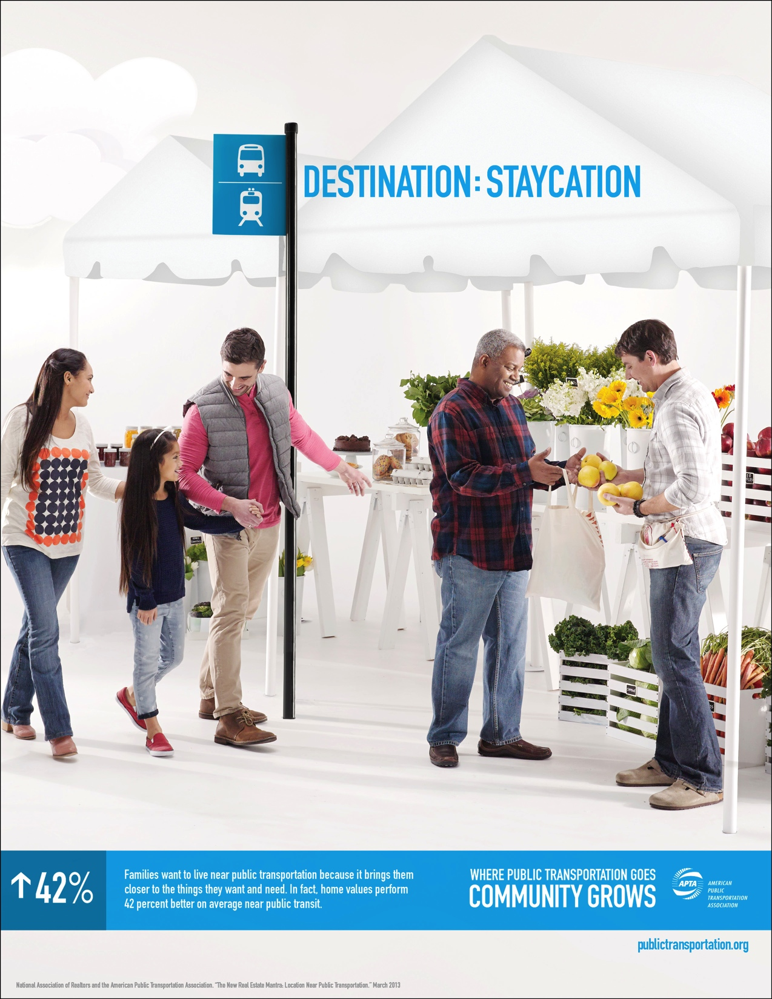 DESTINATION: STAYCATION
↑42%
Families want to live near public transportation because it brings them
closer to the things they want and need. In fact, home values perform
42 percent better on average near public transit.
WHERE PUBLIC TRANSPORTATION GOES
COMMUNITY GROWS
APTA
AMERICAN
PUBLIC
TRANSPORTATION
ASSOCIATION
publictransportation.org
National Association of Realtors and the American Public Transportation Association. "The New Real Estate Mantra: Location Near Public Transportation." March 2013